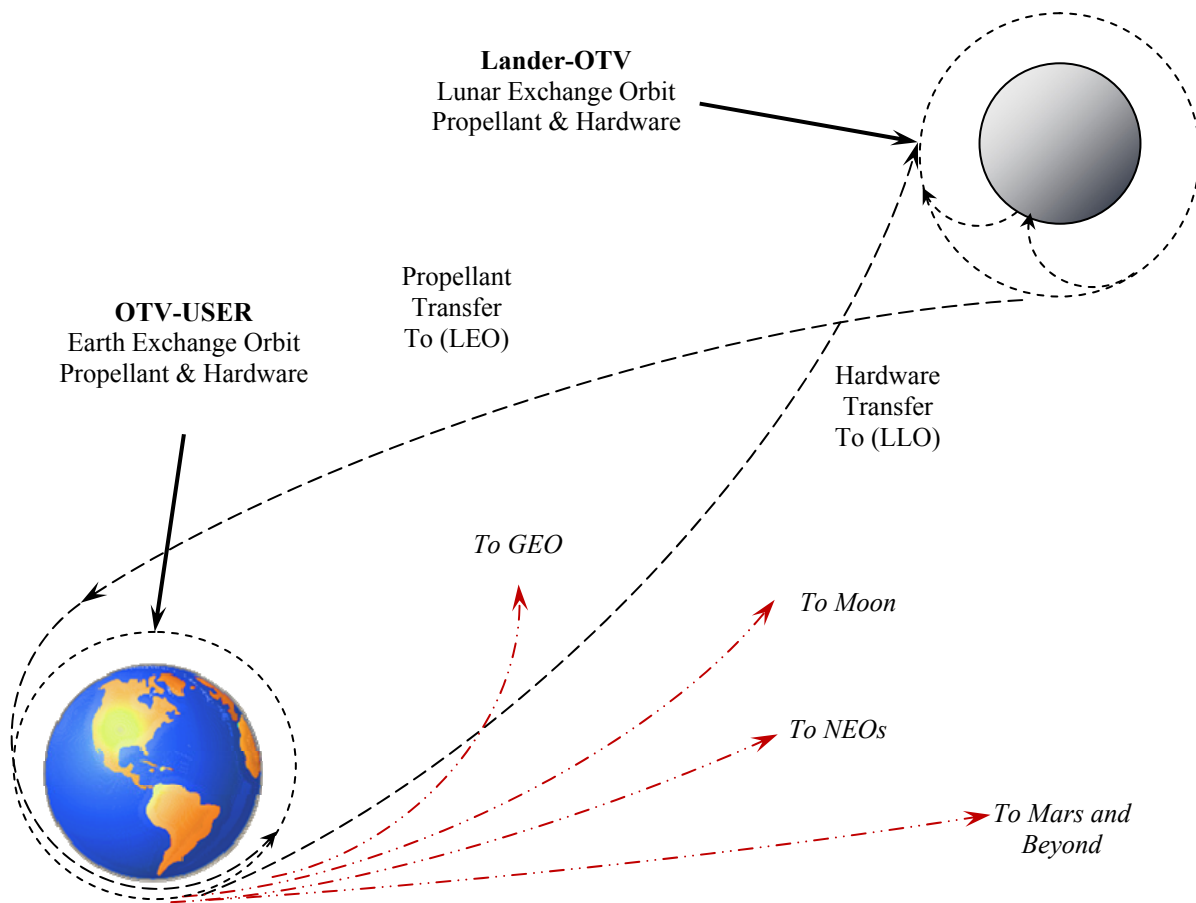 Lander-OTV
Lunar Exchange Orbit
Propellant & Hardware
Propellant
Transfer
To (LEO)
OTV-USER
Earth Exchange Orbit
Propellant & Hardware
Hardware
Transfer
To (LLO)
To GEO
To Moon
To NEOs
To Mars and
Beyond